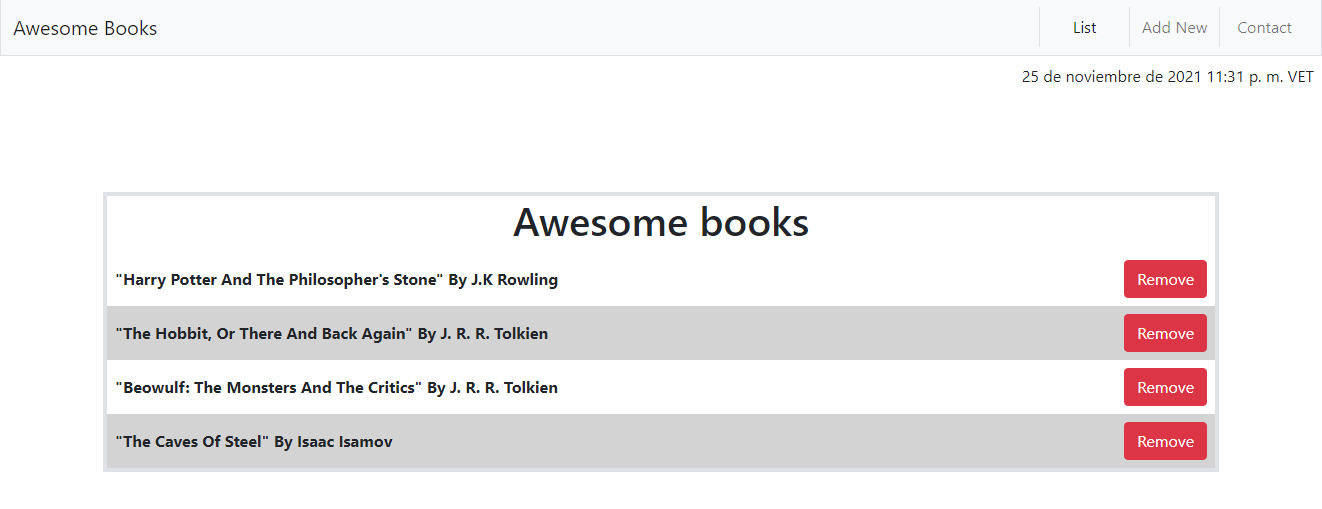 Awesome Books List Add New Contact
25 de noviembre de 2021 11:31 p. m. VET
Awesome books
"Harry Potter And The Philosopher's Stone" By J.K Rowling Remove
"The Hobbit, Or There And Back Again" By J. R. R. Tolkien Remove
"Beowulf: The Monsters And The Critics" By J. R. R. Tolkien Remove
"The Caves Of Steel" By Isaac Isamov Remove